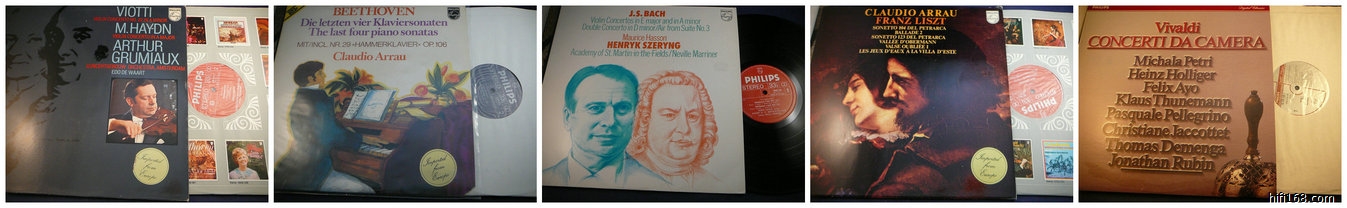 VIOTTI
M.HAYDN
ARTHUR
GRUMIAUX
EDO DE WAART
Imported
from
Europe
PHILIPS
BEETHOVEN
Die letzten vier Klaviersonaten
The last four piano sonatas
MIT/INCL. NR. 29 «HAMMERKLAVIER» OP. 106
Claudio Arrau
PHILIPS
Imported
from
Europe
J.S. BACH
Violin Concertos in E major and in A minor
Double Concerto in D minor/Air from Suite No.3
Maurice Hasson
HENRYK SZERYNG
Academy of St. Martin in the Fields/Neville Marriner
PHILIPS
STEREO
CLAUDIO ARRAU
FRANZ LISZT
SONETTO 104 DEL PETRARCA
BALLADE 2
SONETTO 123 DEL PETRARCA
VALLÉE D'OBERMANN
VALSE OUBLIÉE 1
LES JEUX D'EAUX A LA VILLA D'ESTE
Imported
from
Europe
PHILIPS
PHILIPS
Digital Classics
Vivaldi
CONCERTI DA CAMERA
Michala Petri
Heinz Holliger
Felix Ayo
Klaus Thunemann
Pasquale Pellegrino
Christiane Jaccottet
Thomas Demenga
Jonathan Rubin
hifi168.com